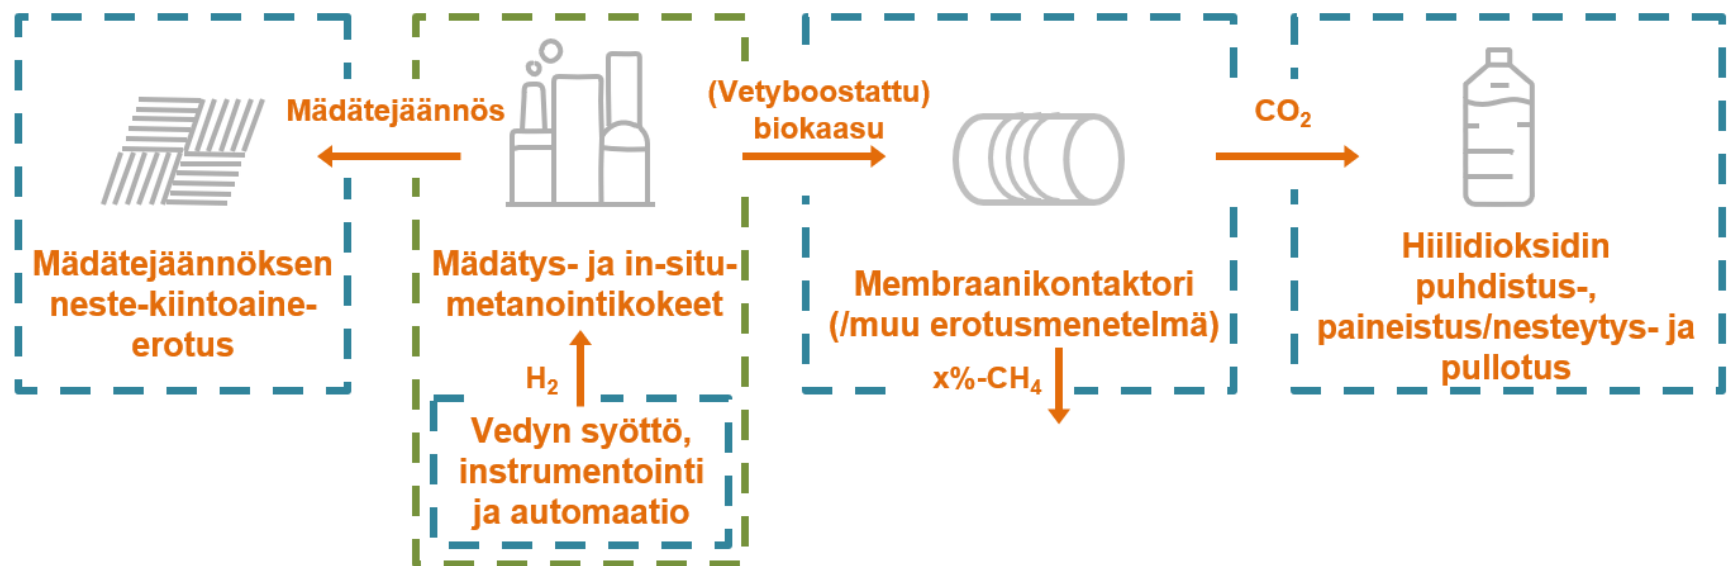 Mädätejäännös
Mädätejäännöksen
neste-kiintoaine-
erotus
Mädätys- ja in-situ-
metanointikokeet
H₂
Vedyn syöttö,
instrumentointi
ja automaatio
(Vetyboostattu)
biokaasu
Membraanikontaktori
(/muu erotusmenetelmä)
x%-CH₄
CO₂
Hiilidioksidin
puhdistus-,
paineistus/nesteytys- ja
pullotus